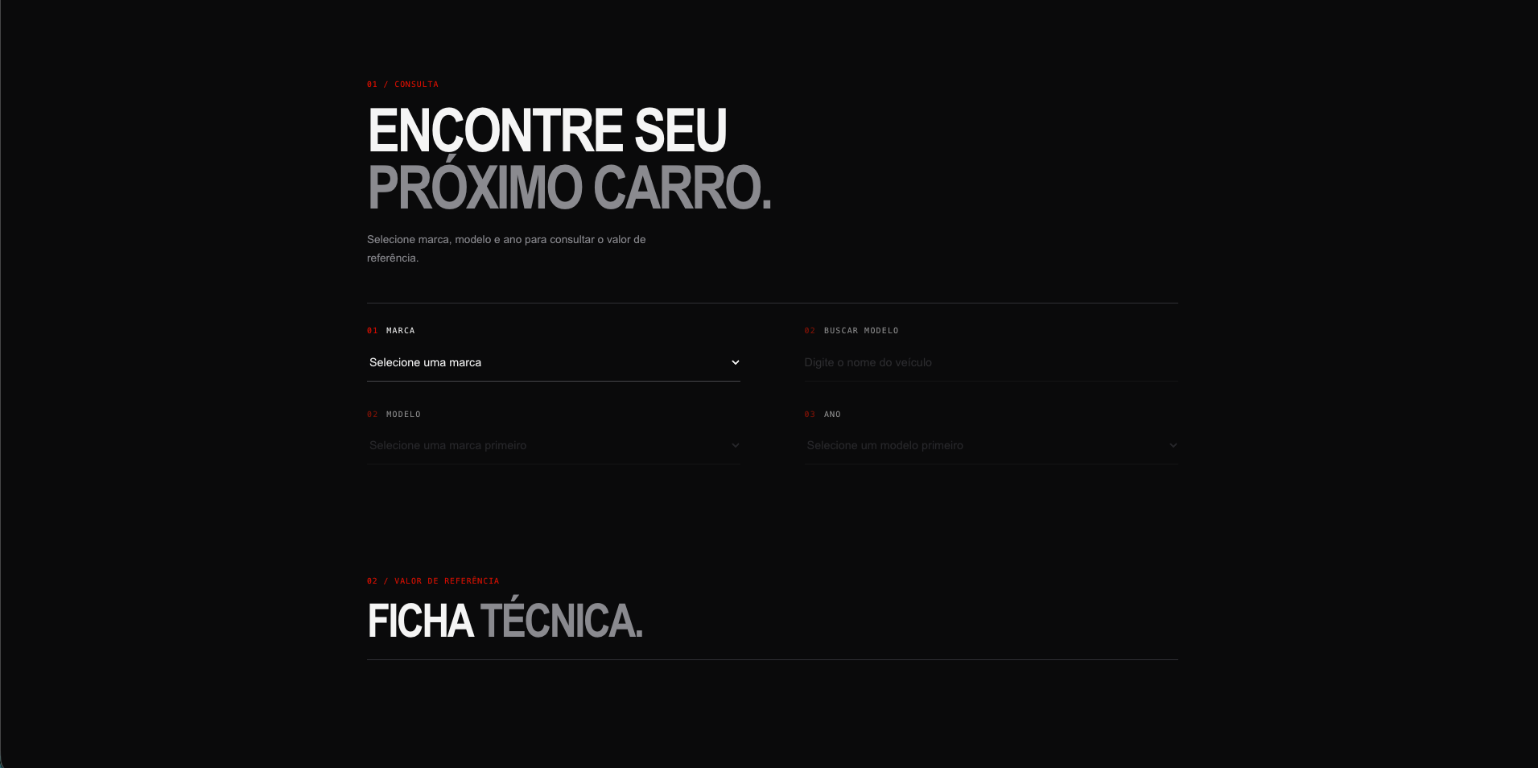 01 / CONSULTA
ENCONTRE SEU
PRÓXIMO CARRO.
Selecione marca, modelo e ano para consultar o valor de
referência.
01 MARCA
Selecione uma marca
02 BUSCAR MODELO
Digite o nome do veículo
02 MODELO
Selecione uma marca primeiro
03 ANO
Selecione um modelo primeiro
02 / VALOR DE REFERÊNCIA
FICHA TÉCNICA.